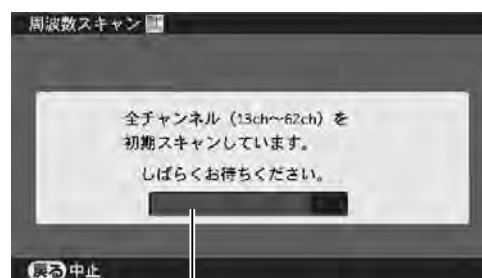 周波数スキャン
全チャンネル（13ch～62ch）を
初期スキャンしています。
しばらくお待ちください。
戻る 中止